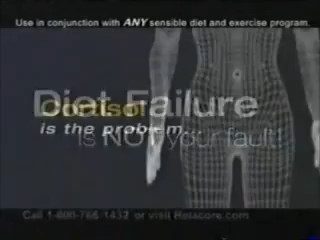 Use in conjunction with ANY sensible diet and exercise program.
Diet Failure
Cortisol
is the problem
is NOT your fault!
Call 1-800-766-1432 or visit Relacore.com